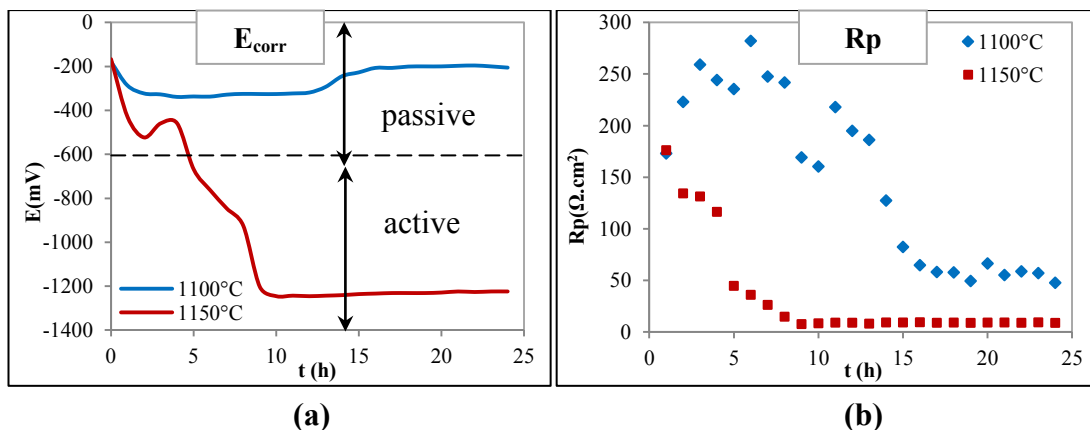 E_corr
E(mV)
0
-200
-400
-600
-800
-1000
-1200
-1400
passive
active
1100°C
1150°C
0 5 10 15 20 25
t (h)
(a)
Rp
Rp(Ω.cm²)
300
250
200
150
100
50
0
1100°C
1150°C
0 5 10 15 20 25
t (h)
(b)